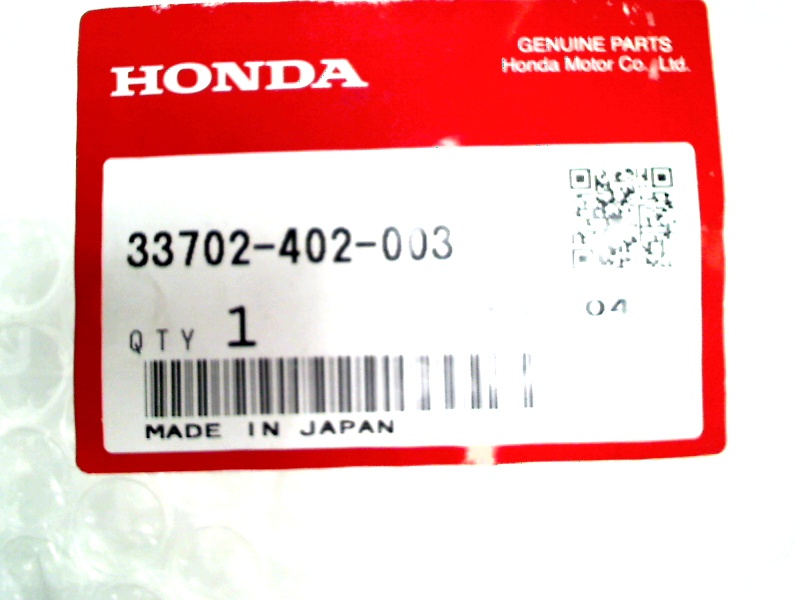 HONDA
GENUINE PARTS
Honda Motor Co., Ltd.
33702-402-003
04
QTY 1
MADE IN JAPAN